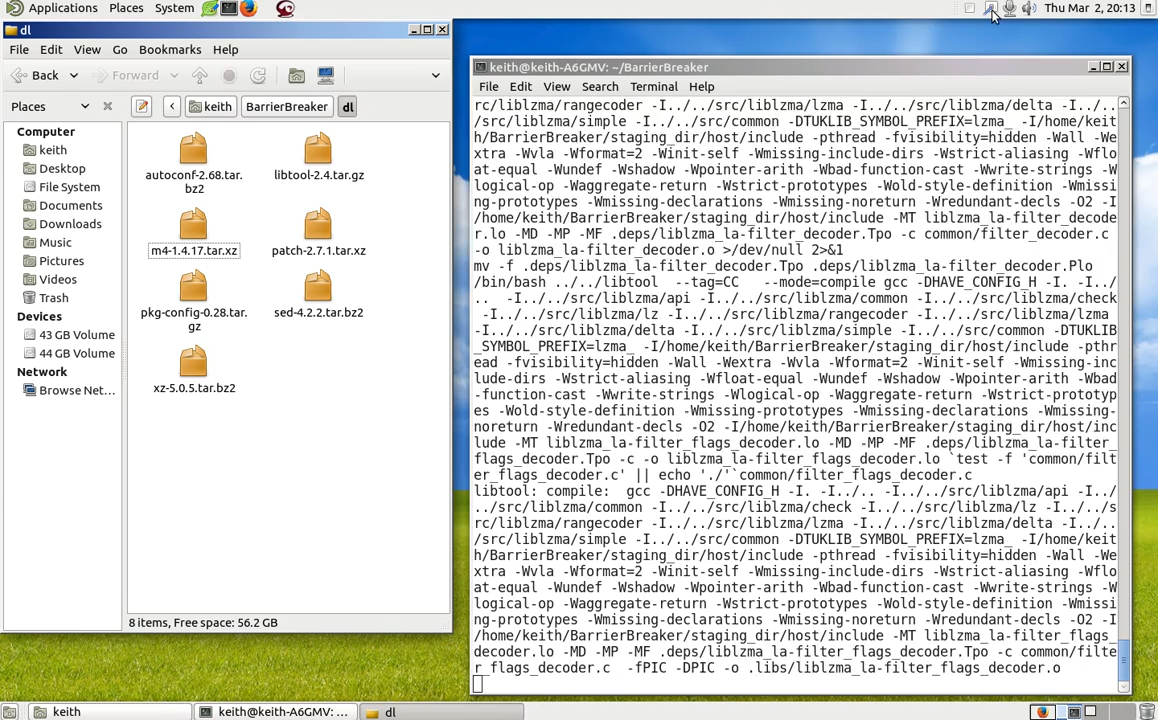 Applications Places System
Thu Mar 2, 20:13
dl
File Edit View Go Bookmarks Help
Back Forward
Places
keith BarrierBreaker dl
Computer
keith
Desktop
File System
Documents
Downloads
Music
Pictures
Videos
Trash
Devices
43 GB Volume
44 GB Volume
Network
Browse Net...
autoconf-2.68.tar.
bz2
libtool-2.4.tar.gz
m4-1.4.17.tar.xz
patch-2.7.1.tar.xz
pkg-config-0.28.tar.
gz
sed-4.2.2.tar.bz2
xz-5.0.5.tar.bz2
8 items, Free space: 56.2 GB
keith@keith-A6GMV: ~/BarrierBreaker
File Edit View Search Terminal Help
rc/liblzma/rangecoder -I../../src/liblzma/lzma -I../../src/liblzma/delta -I../..
/src/liblzma/simple -I../../src/common -DTUKLIB_SYMBOL_PREFIX=lzma_ -I/home/keit
h/BarrierBreaker/staging_dir/host/include -pthread -fvisibility=hidden -Wall -We
xtra -Wvla -Wformat=2 -Winit-self -Wmissing-include-dirs -Wstrict-aliasing -Wflo
at-equal -Wundef -Wshadow -Wpointer-arith -Wbad-function-cast -Wwrite-strings -W
logical-op -Waggregate-return -Wstrict-prototypes -Wold-style-definition -Wmissi
ng-prototypes -Wmissing-declarations -Wmissing-noreturn -Wredundant-decls -O2 -I
/home/keith/BarrierBreaker/staging_dir/host/include -MT liblzma_la-filter_decode
r.lo -MD -MP -MF .deps/liblzma_la-filter_decoder.Tpo -c common/filter_decoder.c
-o liblzma_la-filter_decoder.o >/dev/null 2>&1
mv -f .deps/liblzma_la-filter_decoder.Tpo .deps/liblzma_la-filter_decoder.Plo
/bin/bash ../../libtool --tag=CC --mode=compile gcc -DHAVE_CONFIG_H -I. -I../
.. -I../../src/liblzma/api -I../../src/liblzma/common -I../../src/liblzma/check
-I../../src/liblzma/lz -I../../src/liblzma/rangecoder -I../../src/liblzma/lzma
-I../../src/liblzma/delta -I../../src/liblzma/simple -I../../src/common -DTUKLIB
_SYMBOL_PREFIX=lzma_ -I/home/keith/BarrierBreaker/staging_dir/host/include -pthr
ead -fvisibility=hidden -Wall -Wextra -Wvla -Wformat=2 -Winit-self -Wmissing-inc
lude-dirs -Wstrict-aliasing -Wfloat-equal -Wundef -Wshadow -Wpointer-arith -Wbad
-function-cast -Wwrite-strings -Wlogical-op -Waggregate-return -Wstrict-prototyp
es -Wold-style-definition -Wmissing-prototypes -Wmissing-declarations -Wmissing-
noreturn -Wredundant-decls -O2 -I/home/keith/BarrierBreaker/staging_dir/host/inc
lude -MT liblzma_la-filter_flags_decoder.lo -MD -MP -MF .deps/liblzma_la-filter_
flags_decoder.Tpo -c -o liblzma_la-filter_flags_decoder.lo `test -f 'common/filt
er_flags_decoder.c' || echo './'`common/filter_flags_decoder.c
libtool: compile: gcc -DHAVE_CONFIG_H -I. -I../.. -I../../src/liblzma/api -I../
../src/liblzma/common -I../../src/liblzma/check -I../../src/liblzma/lz -I../../s
rc/liblzma/rangecoder -I../../src/liblzma/lzma -I../../src/liblzma/delta -I../..
/src/liblzma/simple -I../../src/common -DTUKLIB_SYMBOL_PREFIX=lzma_ -I/home/keit
h/BarrierBreaker/staging_dir/host/include -pthread -fvisibility=hidden -Wall -We
xtra -Wvla -Wformat=2 -Winit-self -Wmissing-include-dirs -Wstrict-aliasing -Wflo
at-equal -Wundef -Wshadow -Wpointer-arith -Wbad-function-cast -Wwrite-strings -W
logical-op -Waggregate-return -Wstrict-prototypes -Wold-style-definition -Wmissi
ng-prototypes -Wmissing-declarations -Wmissing-noreturn -Wredundant-decls -O2 -I
/home/keith/BarrierBreaker/staging_dir/host/include -MT liblzma_la-filter_flags_
decoder.lo -MD -MP -MF .deps/liblzma_la-filter_flags_decoder.Tpo -c common/filte
r_flags_decoder.c -fPIC -DPIC -o .libs/liblzma_la-filter_flags_decoder.o
keith
keith@keith-A6GMV: ...
dl